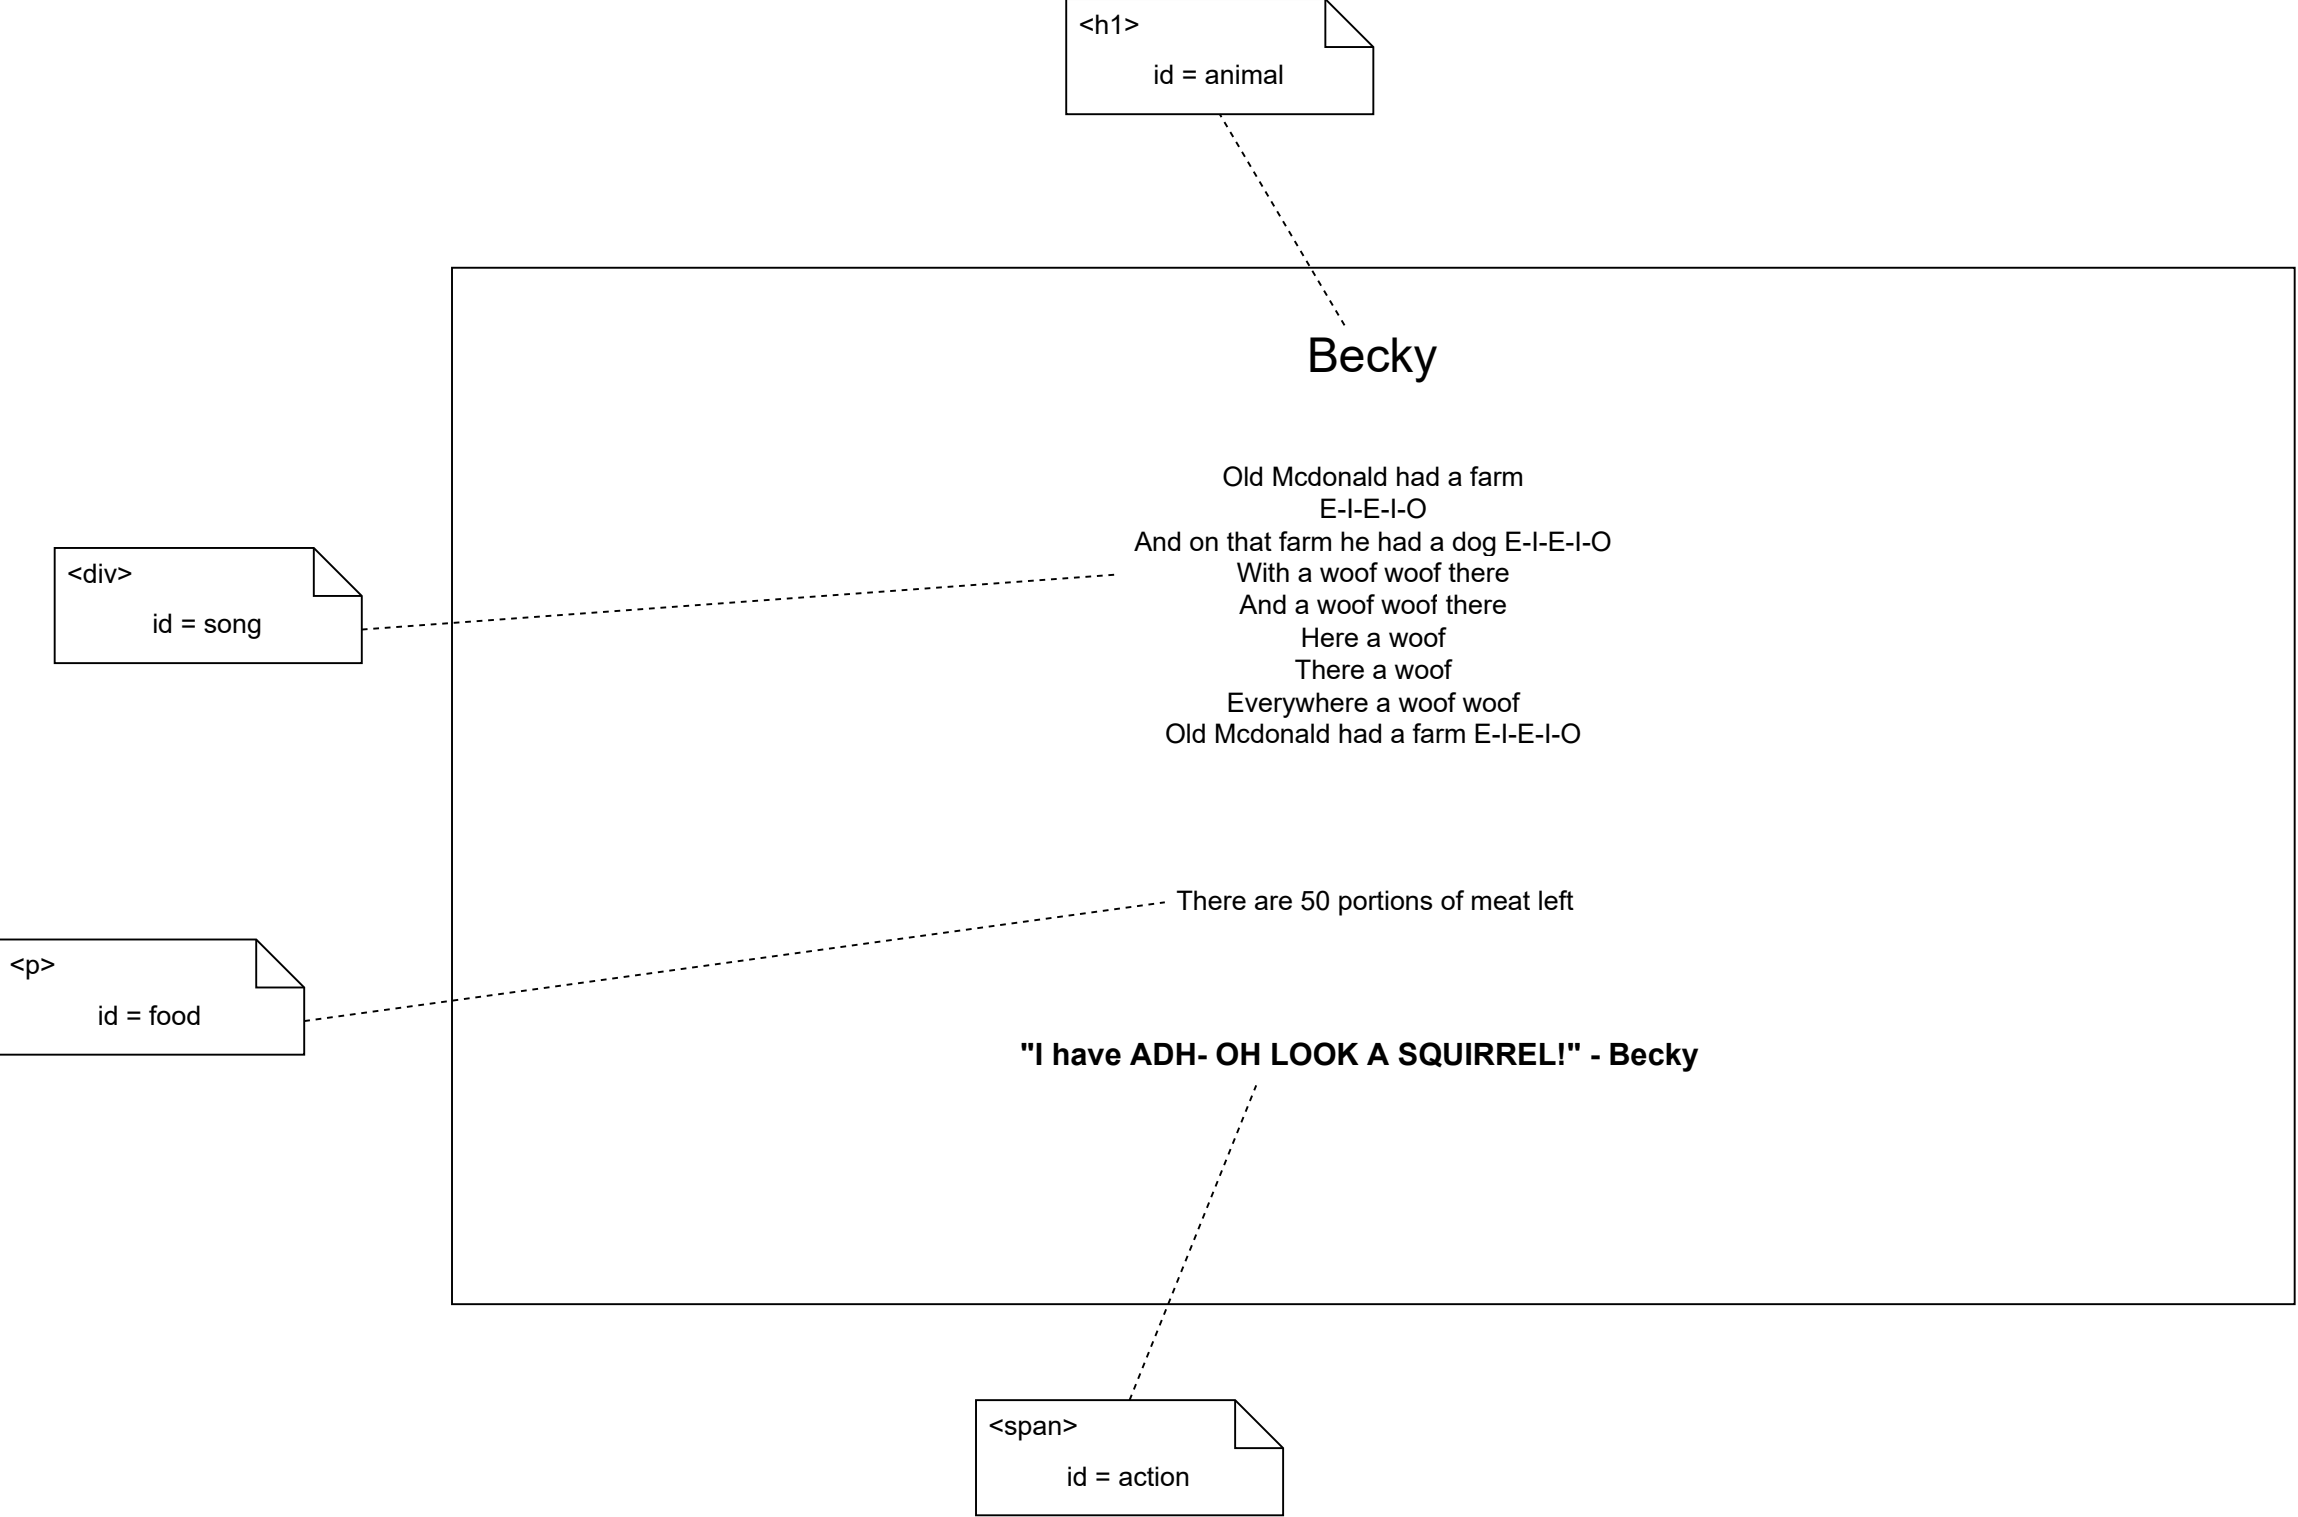 <h1>
id = animal
Becky
Old Mcdonald had a farm
E-I-E-I-O
And on that farm he had a dog E-I-E-I-O
With a woof woof there
And a woof woof there
Here a woof
There a woof
Everywhere a woof woof
Old Mcdonald had a farm E-I-E-I-O
<div>
id = song
There are 50 portions of meat left
<p>
id = food
"I have ADH- OH LOOK A SQUIRREL!" - Becky
<span>
id = action